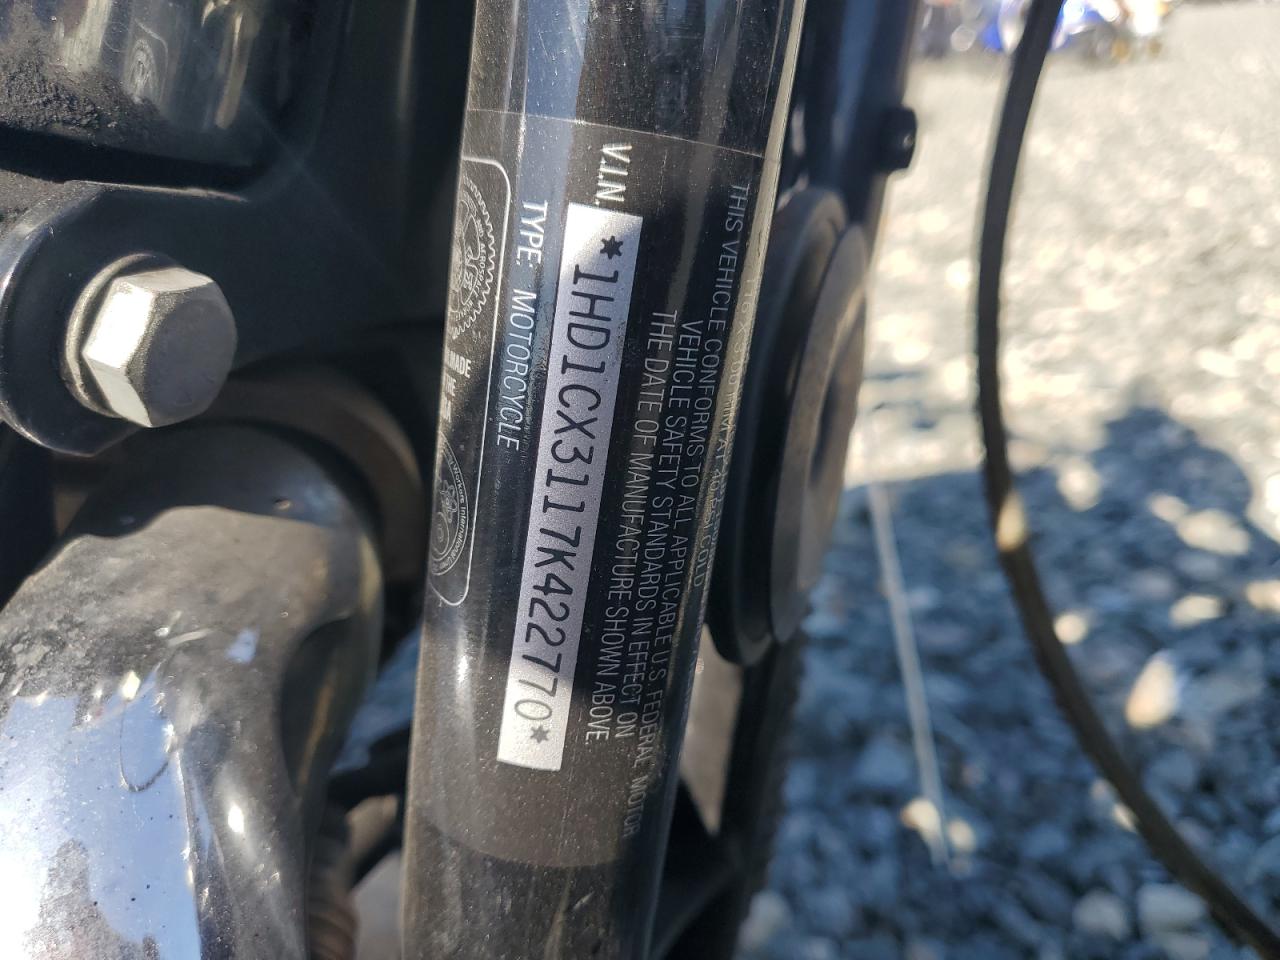 V.I.N.
*1HD1CX3117K422770*
TYPE: MOTORCYCLE
THIS VEHICLE CONFORMS TO ALL APPLICABLE U.S. FEDERAL MOTOR
VEHICLE SAFETY STANDARDS IN EFFECT ON
THE DATE OF MANUFACTURE SHOWN ABOVE.
MADE